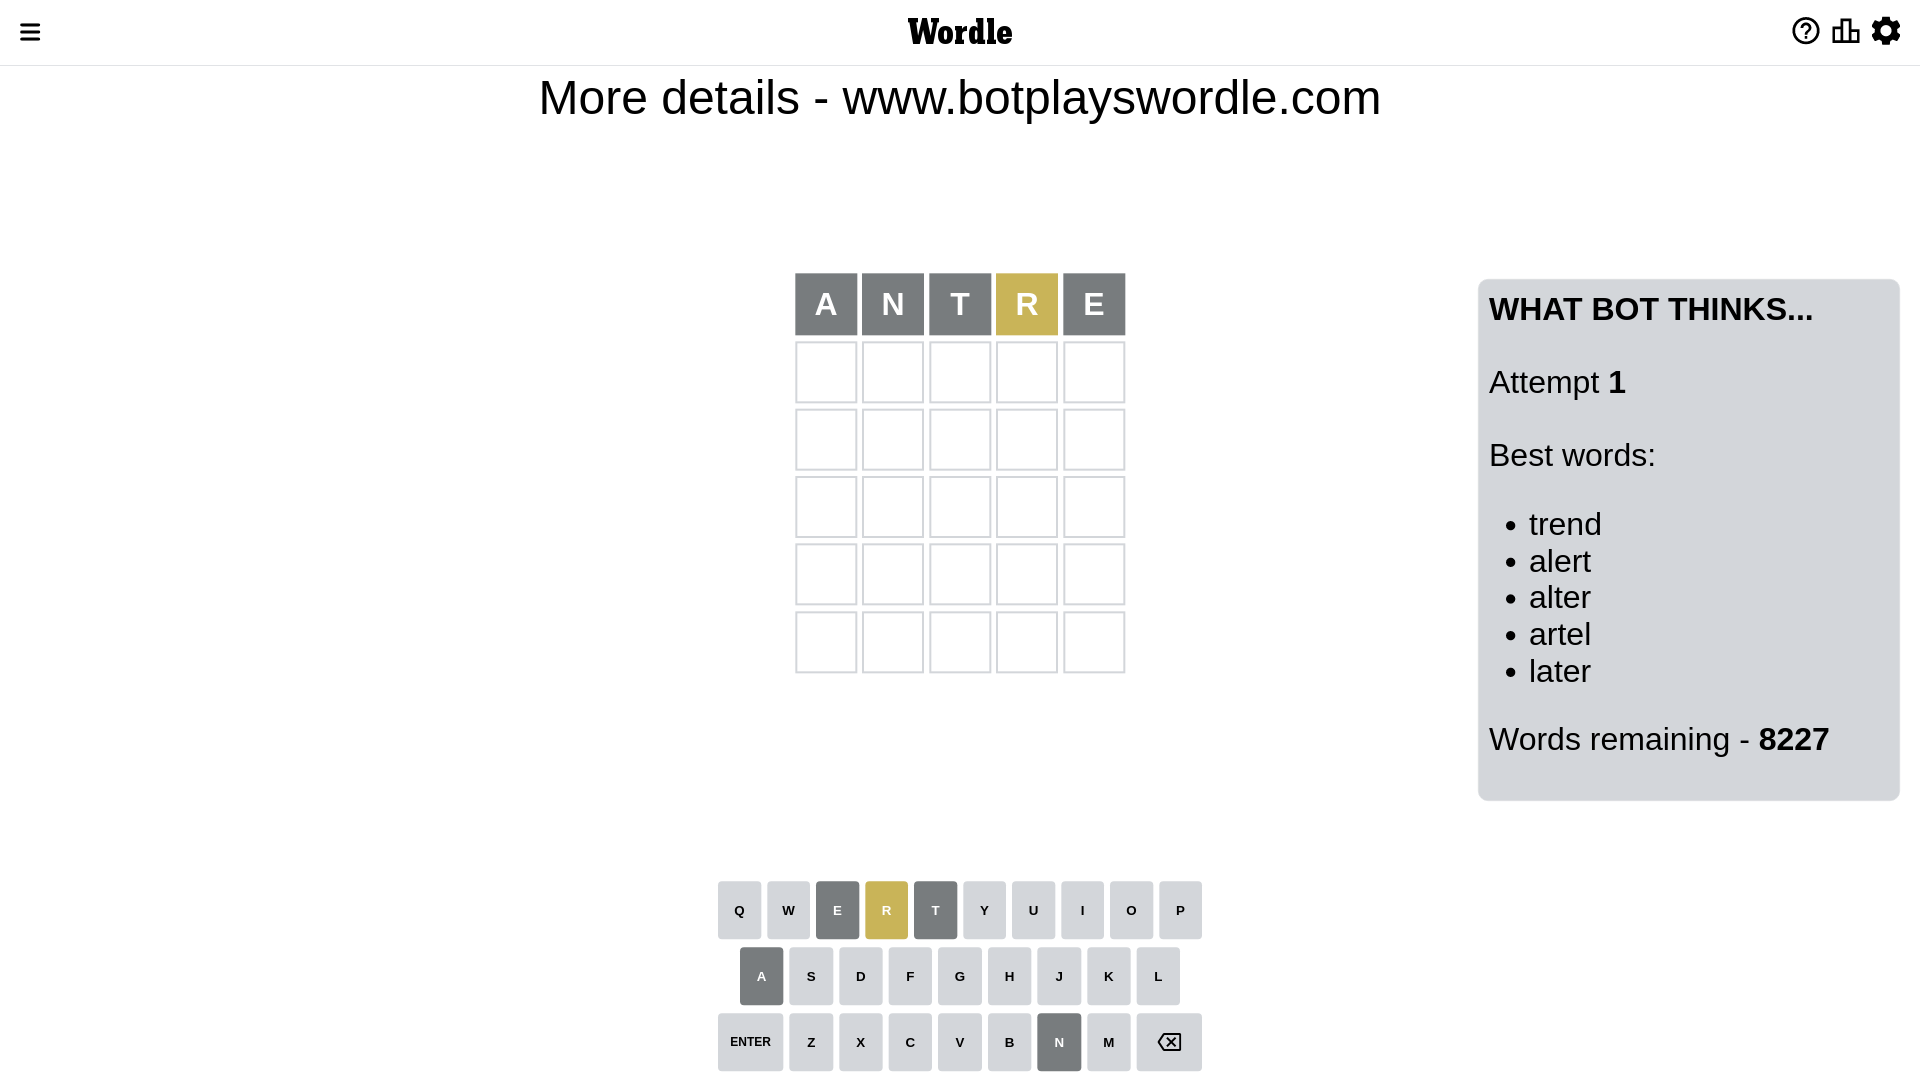 Wordle
More details - www.botplayswordle.com
A N T R E
WHAT BOT THINKS...
Attempt 1
Best words:
• trend
• alert
• alter
• artel
• later
Words remaining - 8227
Q W E R T Y U I O P
A S D F G H J K L
ENTER Z X C V B N M